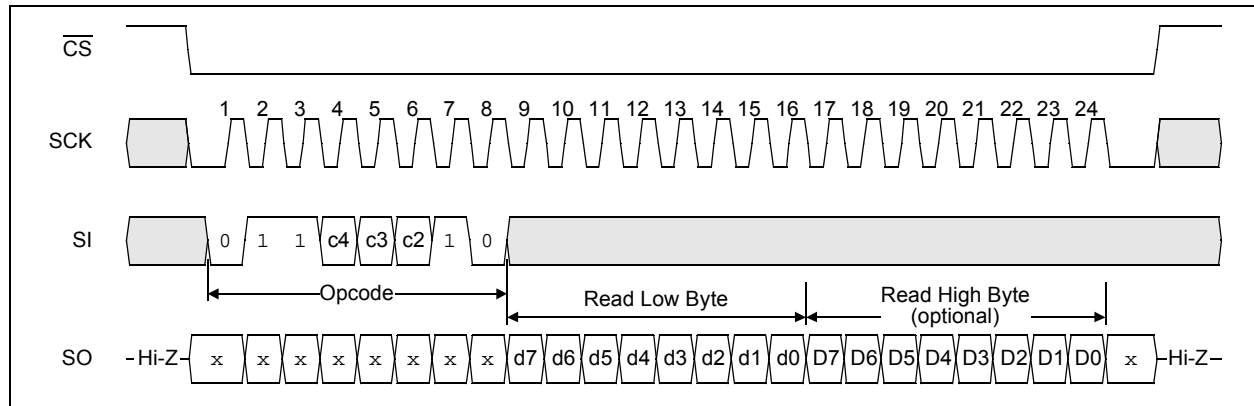 CS
1 2 3 4 5 6 7 8 9 10 11 12 13 14 15 16 17 18 19 20 21 22 23 24
SCK
SI 0 1 1 c4 c3 c2 1 0
Opcode Read Low Byte Read High Byte
(optional)
SO Hi-Z x x x x x x x x d7 d6 d5 d4 d3 d2 d1 d0 D7 D6 D5 D4 D3 D2 D1 D0 x Hi-Z